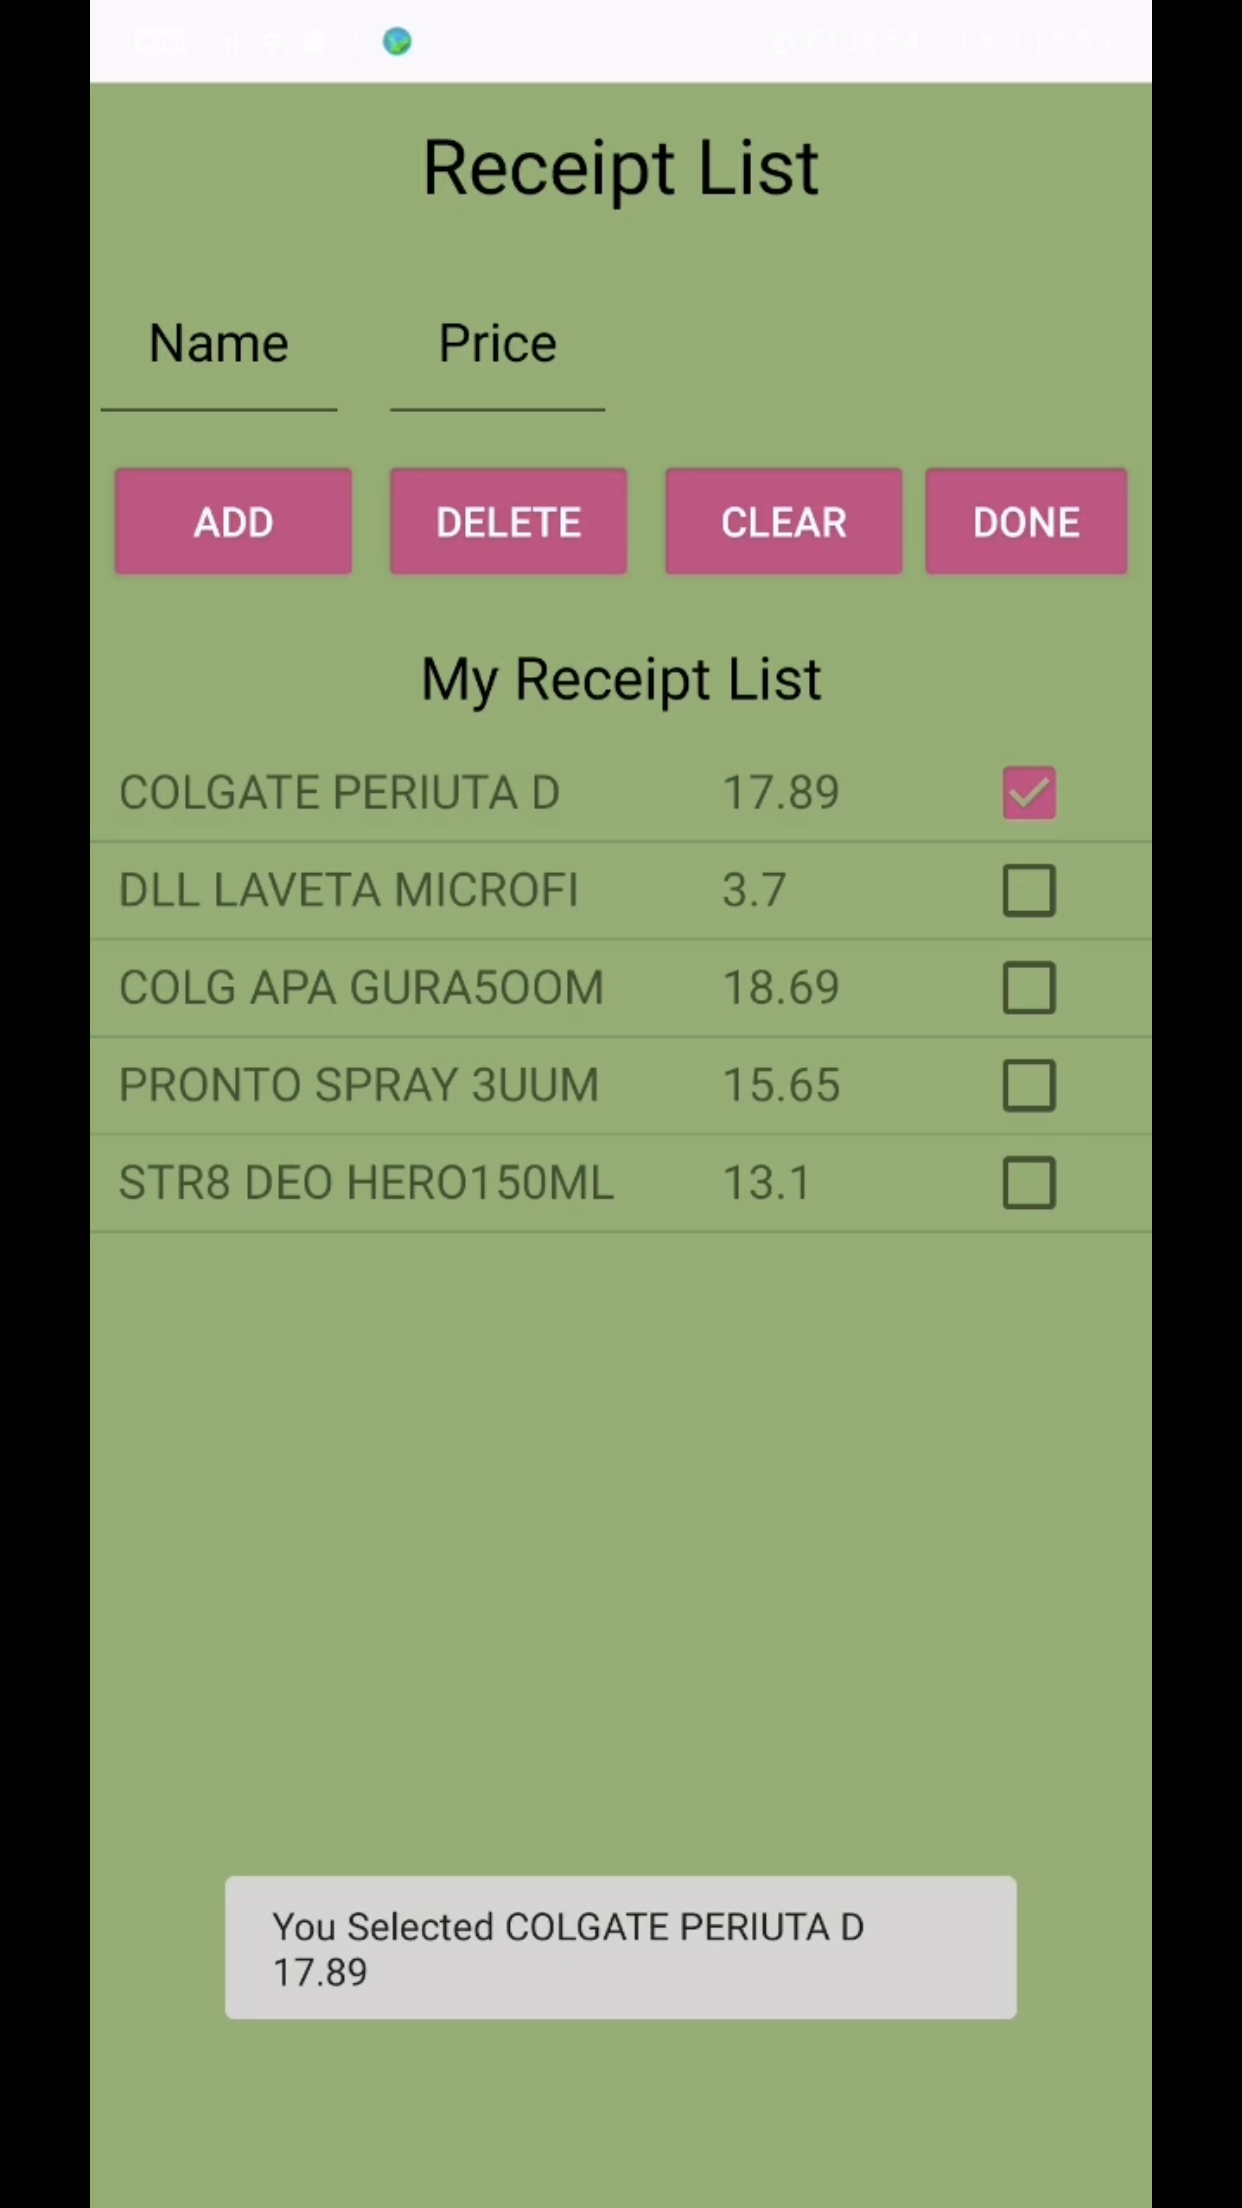 Receipt List
Name Price
ADD DELETE CLEAR DONE
My Receipt List
COLGATE PERIUTA D 17.89
DLL LAVETA MICROFI 3.7
COLG APA GURA5OOM 18.69
PRONTO SPRAY 3UUM 15.65
STR8 DEO HERO150ML 13.1
You Selected COLGATE PERIUTA D
17.89